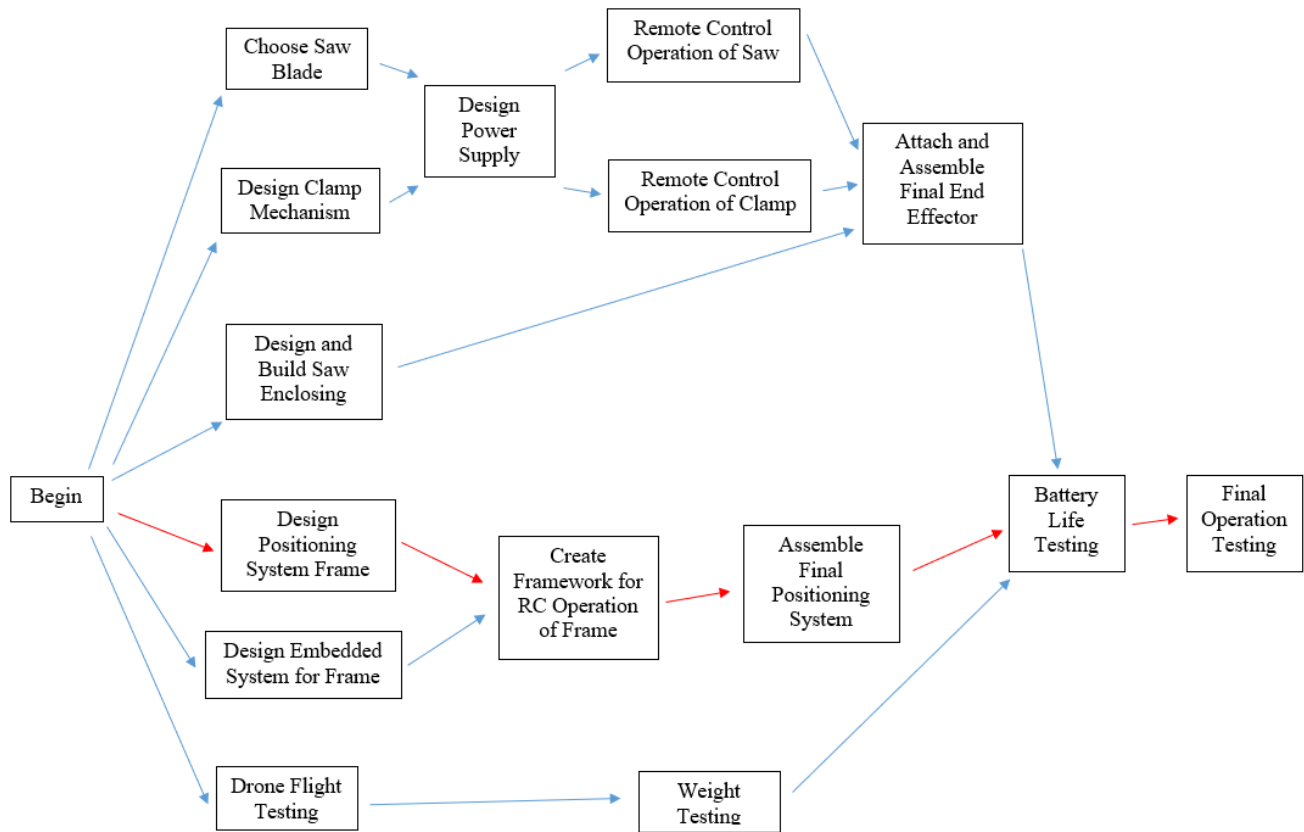 Choose Saw
Blade
Remote Control
Operation of Saw
Design
Power
Supply
Attach and
Assemble
Final End
Effector
Design Clamp
Mechanism
Remote Control
Operation of Clamp
Design and
Build Saw
Enclosing
Begin
Design
Positioning
System Frame
Create
Framework for
RC Operation
of Frame
Assemble
Final
Positioning
System
Battery
Life
Testing
Final
Operation
Testing
Design Embedded
System for Frame
Drone Flight
Testing
Weight
Testing